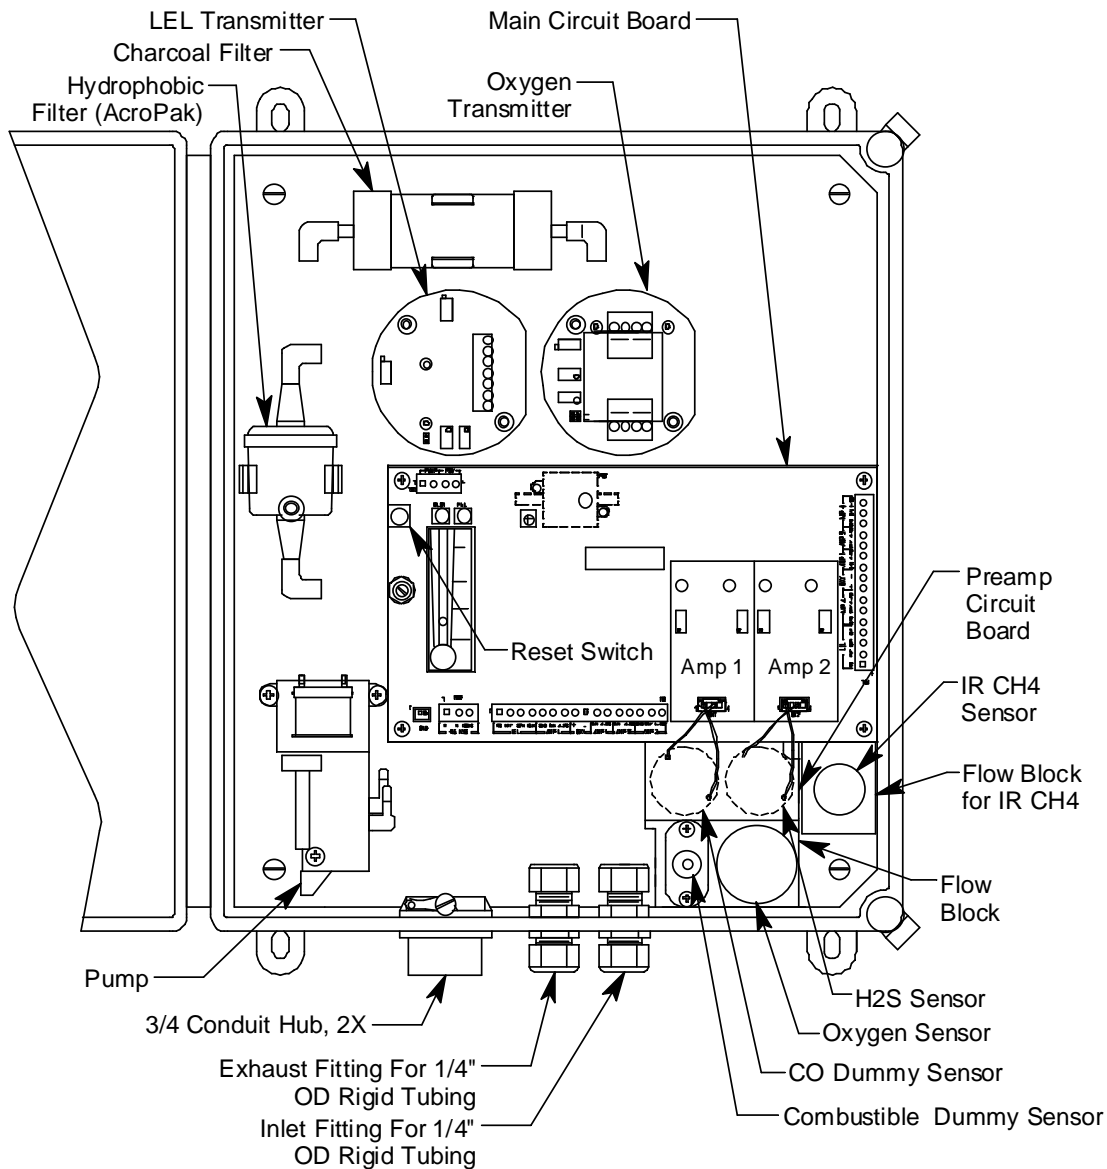 LEL Transmitter
Charcoal Filter
Hydrophobic
Filter (AcroPak)
Main Circuit Board
Oxygen
Transmitter
Preamp
Circuit
Board
Reset Switch
Amp 1
Amp 2
IR CH4
Sensor
Flow Block
for IR CH4
Flow
Block
Pump
H2S Sensor
3/4 Conduit Hub, 2X
Oxygen Sensor
Exhaust Fitting For 1/4"
OD Rigid Tubing
CO Dummy Sensor
Combustible Dummy Sensor
Inlet Fitting For 1/4"
OD Rigid Tubing